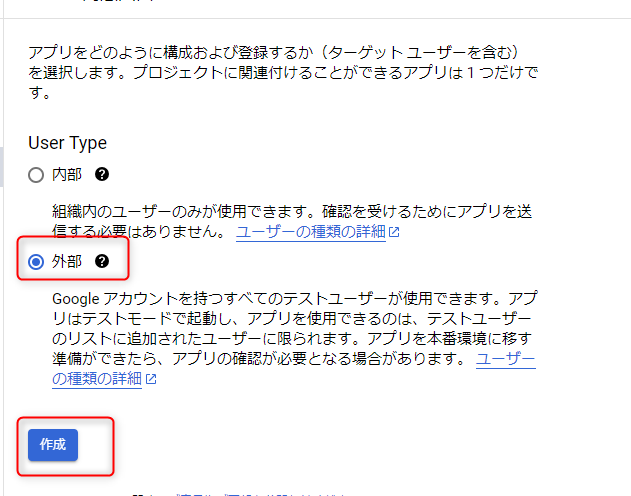 アプリをどのように構成および登録するか（ターゲット ユーザーを含む）
を選択します。プロジェクトに関連付けることができるアプリは 1 つだけで
す。
User Type
内部
組織内のユーザーのみが使用できます。確認を受けるためにアプリを送
信する必要はありません。 ユーザーの種類の詳細
外部
Google アカウントを持つすべてのテストユーザーが使用できます。アプ
リはテストモードで起動し、アプリを使用できるのは、テストユーザー
のリストに追加されたユーザーに限られます。アプリを本番環境に移す
準備ができたら、アプリの確認が必要となる場合があります。 ユーザー
の種類の詳細
作成